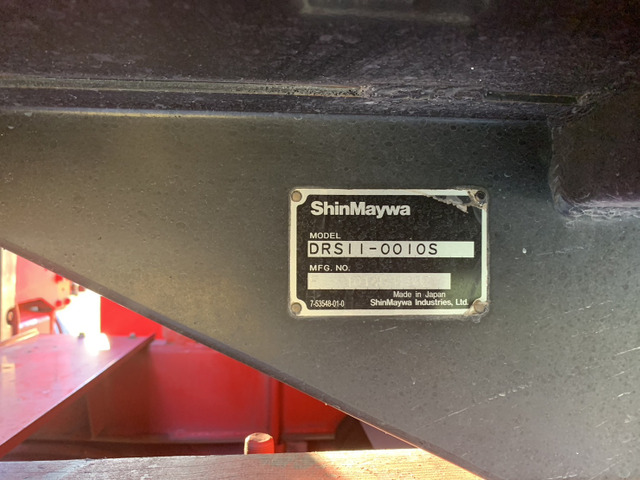 ShinMaywa
MODEL
DRS11-0010S
MFG. NO.
Made in Japan
7-53548-01-0
ShinMaywa Industries, Ltd.